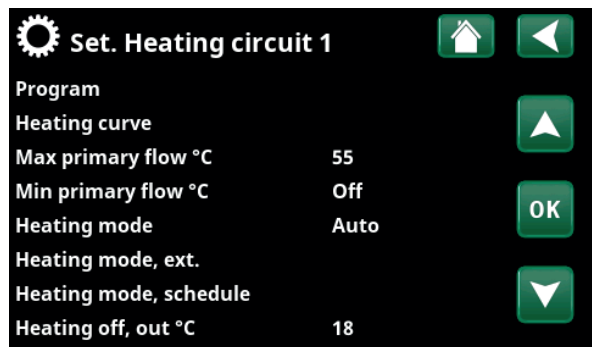 Set. Heating circuit 1
Program
Heating curve
Max primary flow °C 55
Min primary flow °C Off
Heating mode Auto
OK
Heating mode, ext.
Heating mode, schedule
Heating off, out °C 18